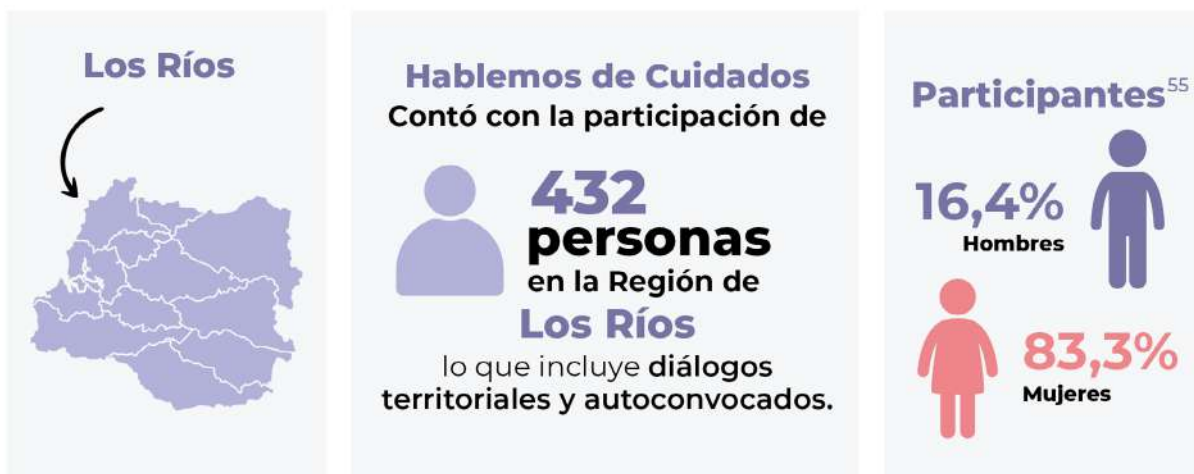 Los Ríos
Hablemos de Cuidados
Contó con la participación de
432
personas
en la Región de
Los Ríos
lo que incluye diálogos
territoriales y autoconvocados.
Participantes55
16,4%
Hombres
83,3%
Mujeres